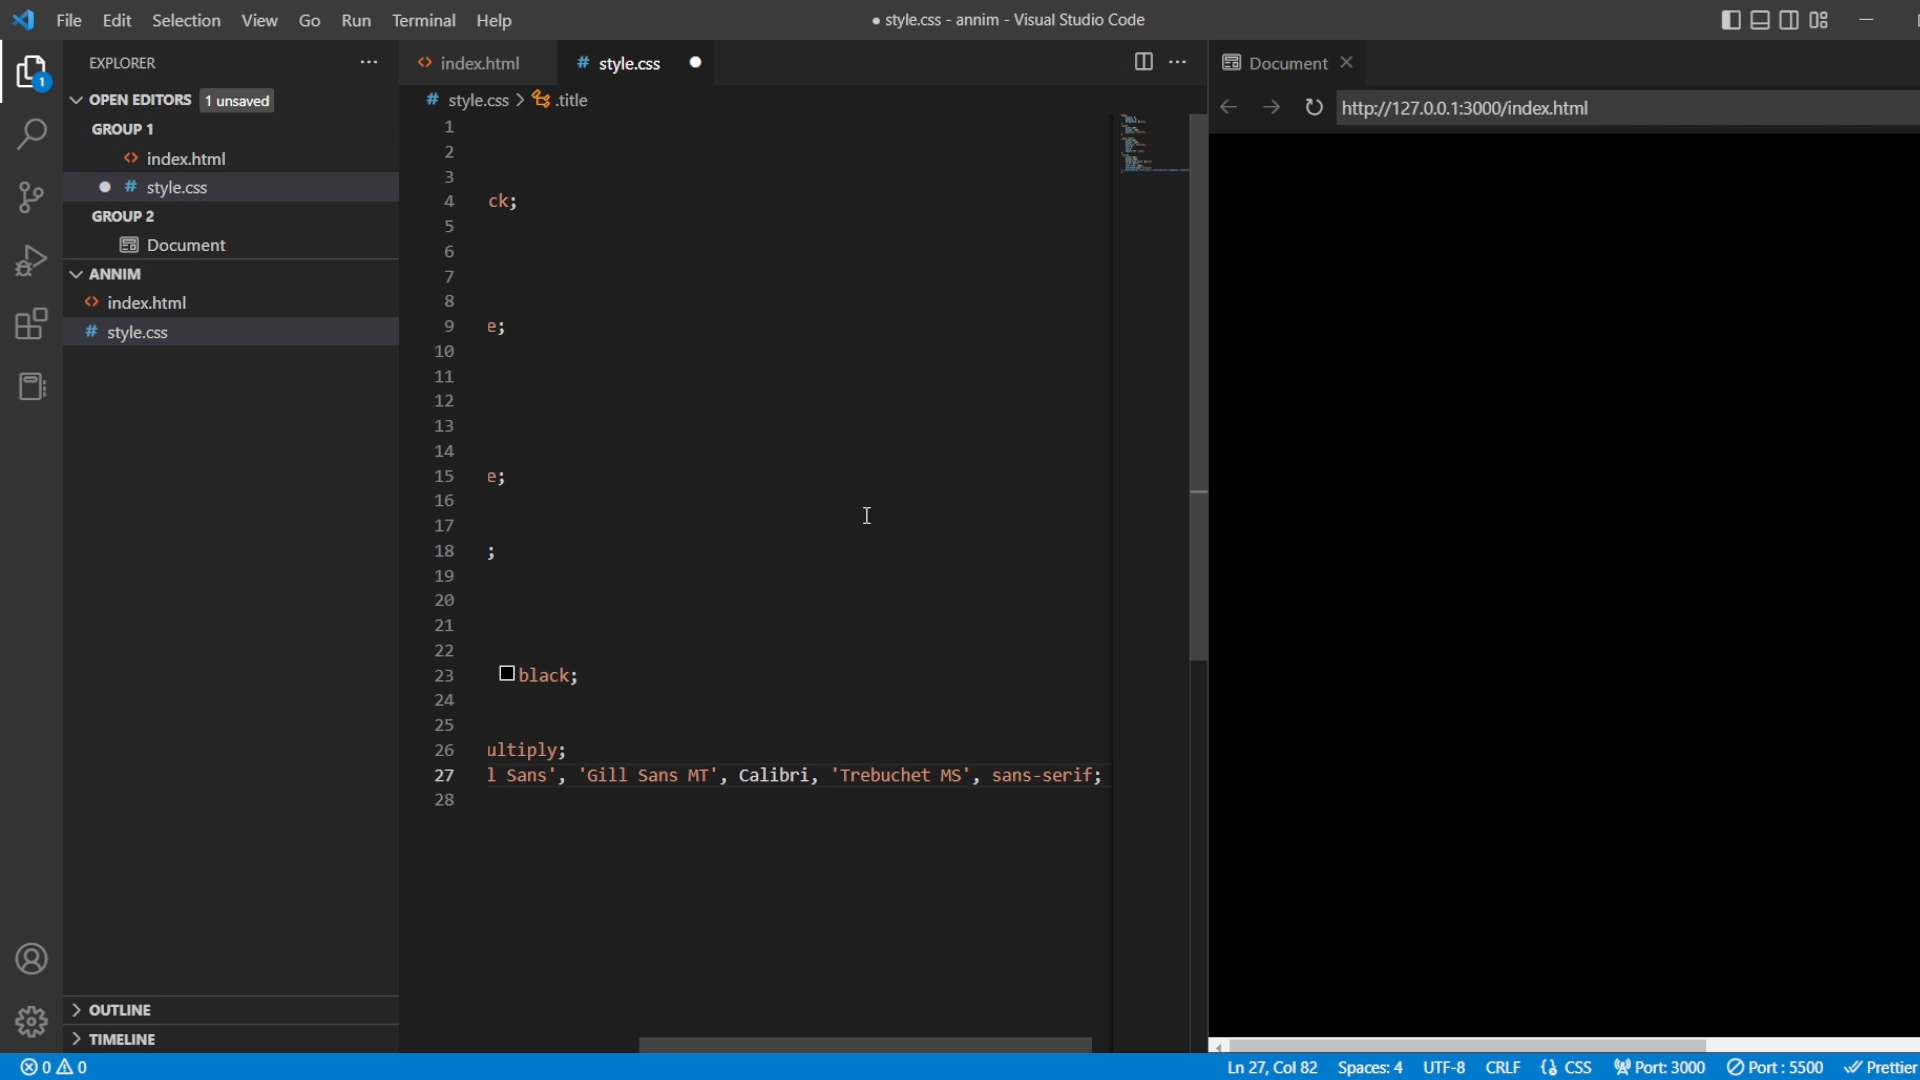 File Edit Selection View Go Run Terminal Help
● style.css - annim - Visual Studio Code
EXPLORER
OPEN EDITORS 1 unsaved
GROUP 1
<> index.html
● # style.css
GROUP 2
Document
ANNIM
<> index.html
# style.css
OUTLINE
TIMELINE
1
<> index.html
# style.css ●
# style.css > .title
1
2
3
4 ck;
5
6
7
8
9 e;
10
11
12
13
14
15 e;
16
17
18 ;
19
20
21
22
23 black;
24
25
26 ultiply;
27 l Sans', 'Gill Sans MT', Calibri, 'Trebuchet MS', sans-serif;
28
Document
http://127.0.0.1:3000/index.html
0 0
Ln 27, Col 82 Spaces: 4 UTF-8 CRLF {} CSS Port: 3000 Port : 5500 Prettier